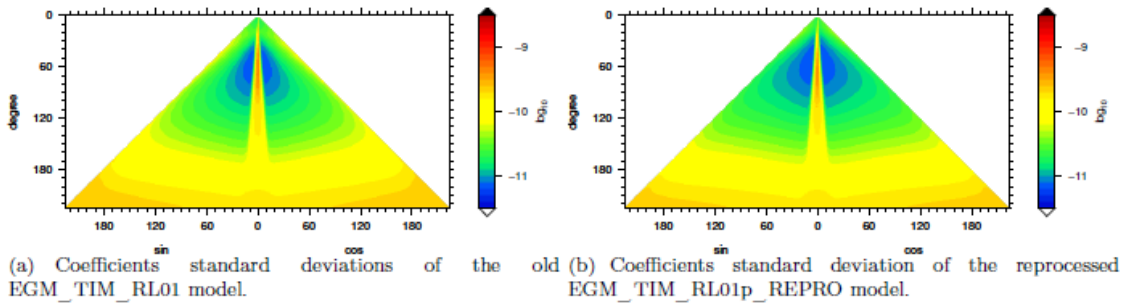 0
60
120
180
degree
180
120
60
0
60
120
180
sin
cos
-9
-10
-11
log10
0
60
120
180
degree
180
120
60
0
60
120
180
sin
cos
-9
-10
-11
log10
(a) Coefficients standard deviations of the old
EGM_TIM_RL01 model.
(b) Coefficients standard deviation of the reprocessed
EGM_TIM_RL01p_REPRO model.